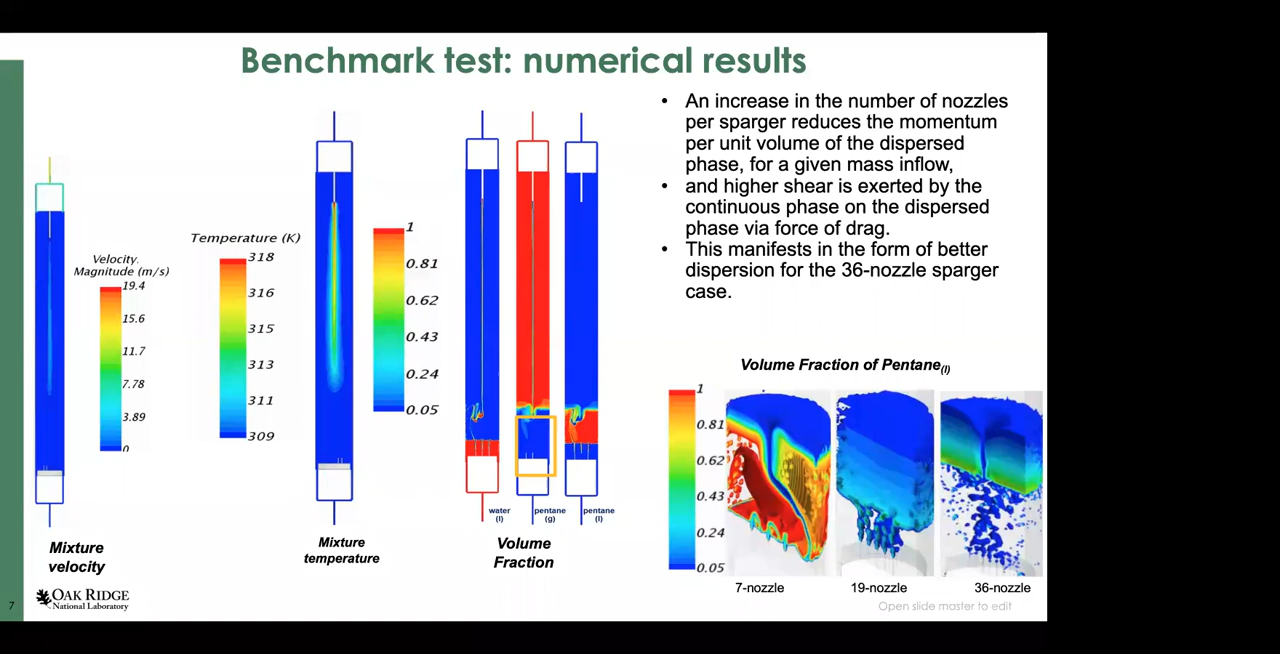 Benchmark test: numerical results
• An increase in the number of nozzles
per sparger reduces the momentum
per unit volume of the dispersed
phase, for a given mass inflow,
• and higher shear is exerted by the
continuous phase on the dispersed
phase via force of drag.
• This manifests in the form of better
dispersion for the 36-nozzle sparger
case.
Velocity.
Magnitude (m/s)
19.4
15.6
11.7
7.78
3.89
0
Mixture
velocity
Temperature (K)
318
316
315
313
311
309
Mixture
temperature
1
0.81
0.62
0.43
0.24
0.05
water
(l)
pentane
(g)
pentane
(l)
Volume
Fraction
Volume Fraction of Pentane(l)
1
0.81
0.62
0.43
0.24
0.05
7-nozzle
19-nozzle
36-nozzle
Open slide master to edit
7
OAK RIDGE
National Laboratory